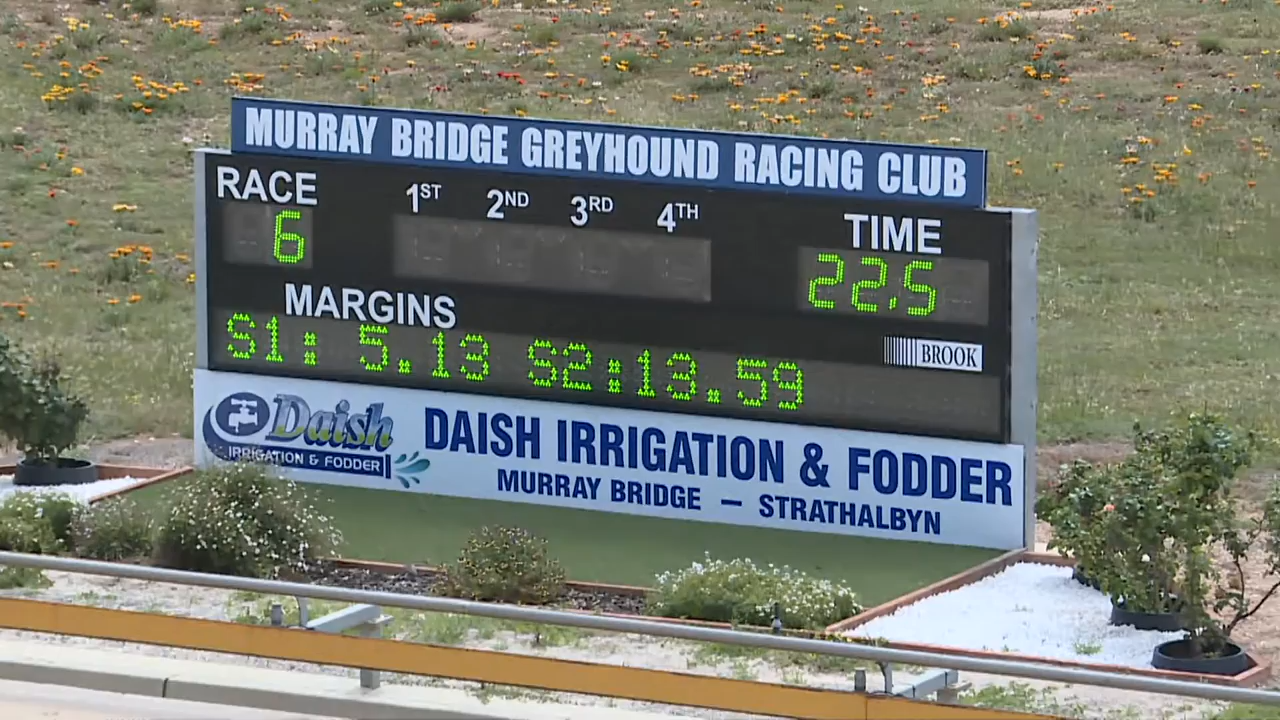 MURRAY BRIDGE GREYHOUND RACING CLUB
RACE 1ST 2ND 3RD 4TH TIME
6 22.5
MARGINS
S1: 5.13 S2:13.59
BROOK
Daish
IRRIGATION & FODDER
DAISH IRRIGATION & FODDER
MURRAY BRIDGE – STRATHALBYN